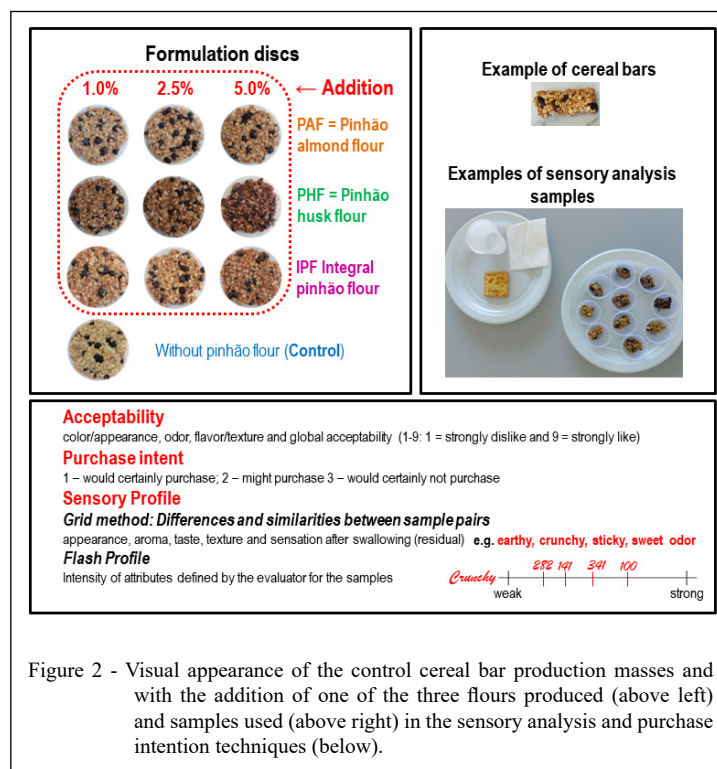 Formulation discs
1.0% 2.5% 5.0% ← Addition
PAF = Pinhão
almond flour
PHF = Pinhão
husk flour
IPF Integral
pinhão flour
Without pinhão flour (Control)
Example of cereal bars
Examples of sensory analysis
samples
Acceptability
color/appearance, odor, flavor/texture and global acceptability (1-9: 1 = strongly dislike and 9 = strongly like)
Purchase intent
1 – would certainly purchase; 2 – might purchase 3 – would certainly not purchase
Sensory Profile
Grid method: Differences and similarities between sample pairs
appearance, aroma, taste, texture and sensation after swallowing (residual) e.g. earthy, crunchy, sticky, sweet odor
Flash Profile
Intensity of attributes defined by the evaluator for the samples
Crunchy 282 141 341 100
weak strong
Figure 2 - Visual appearance of the control cereal bar production masses and
with the addition of one of the three flours produced (above left)
and samples used (above right) in the sensory analysis and purchase
intention techniques (below).